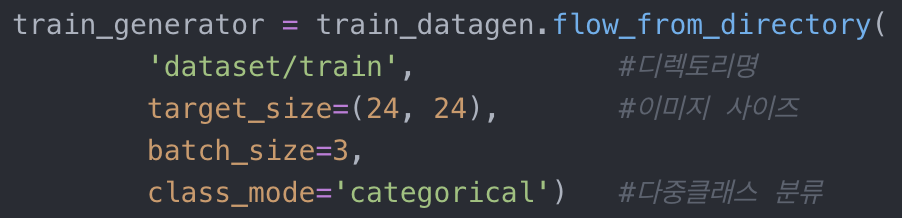 train_generator = train_datagen.flow_from_directory(
        'dataset/train',            #디렉토리명
        target_size=(24, 24),       #이미지 사이즈
        batch_size=3,
        class_mode='categorical')   #다중클래스 분류